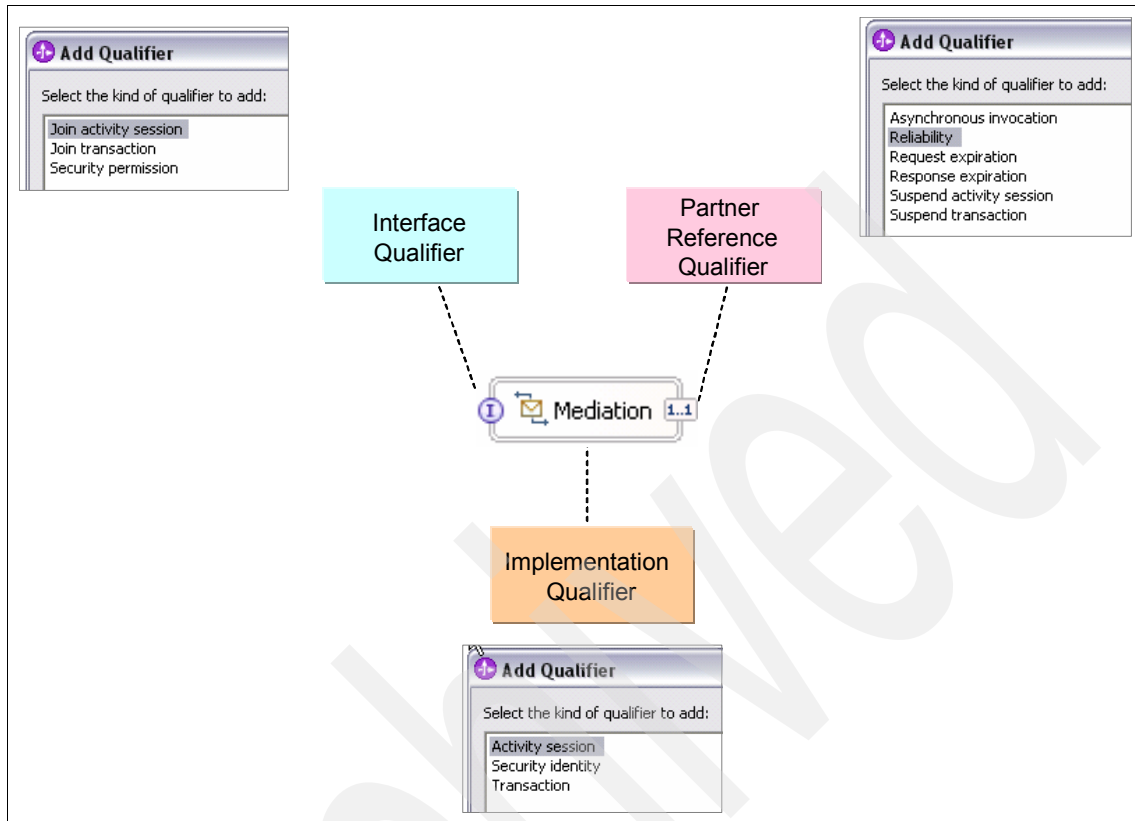 Add Qualifier
Select the kind of qualifier to add:
Join activity session
Join transaction
Security permission
Add Qualifier
Select the kind of qualifier to add:
Asynchronous invocation
Reliability
Request expiration
Response expiration
Suspend activity session
Suspend transaction
Interface
Qualifier
Partner
Reference
Qualifier
I
Mediation
1..1
Implementation
Qualifier
Add Qualifier
Select the kind of qualifier to add:
Activity session
Security identity
Transaction